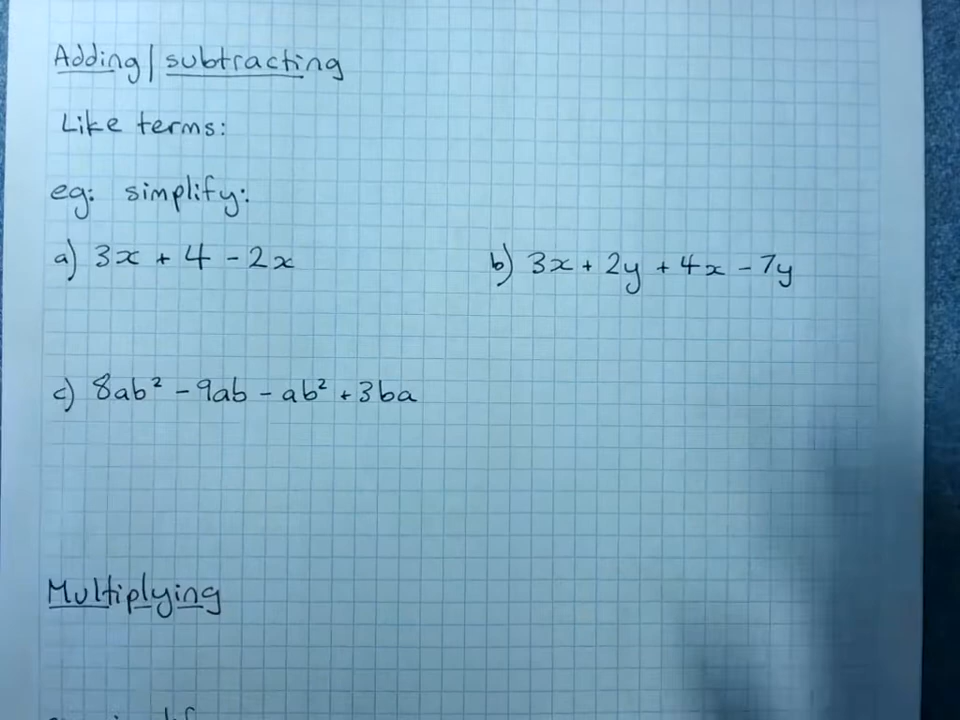 Adding/subtracting
Like terms:
eg: simplify:
a) 3x + 4 - 2x
b) 3x + 2y + 4x - 7y
c) 8ab² - 9ab - ab² + 3ba
Multiplying